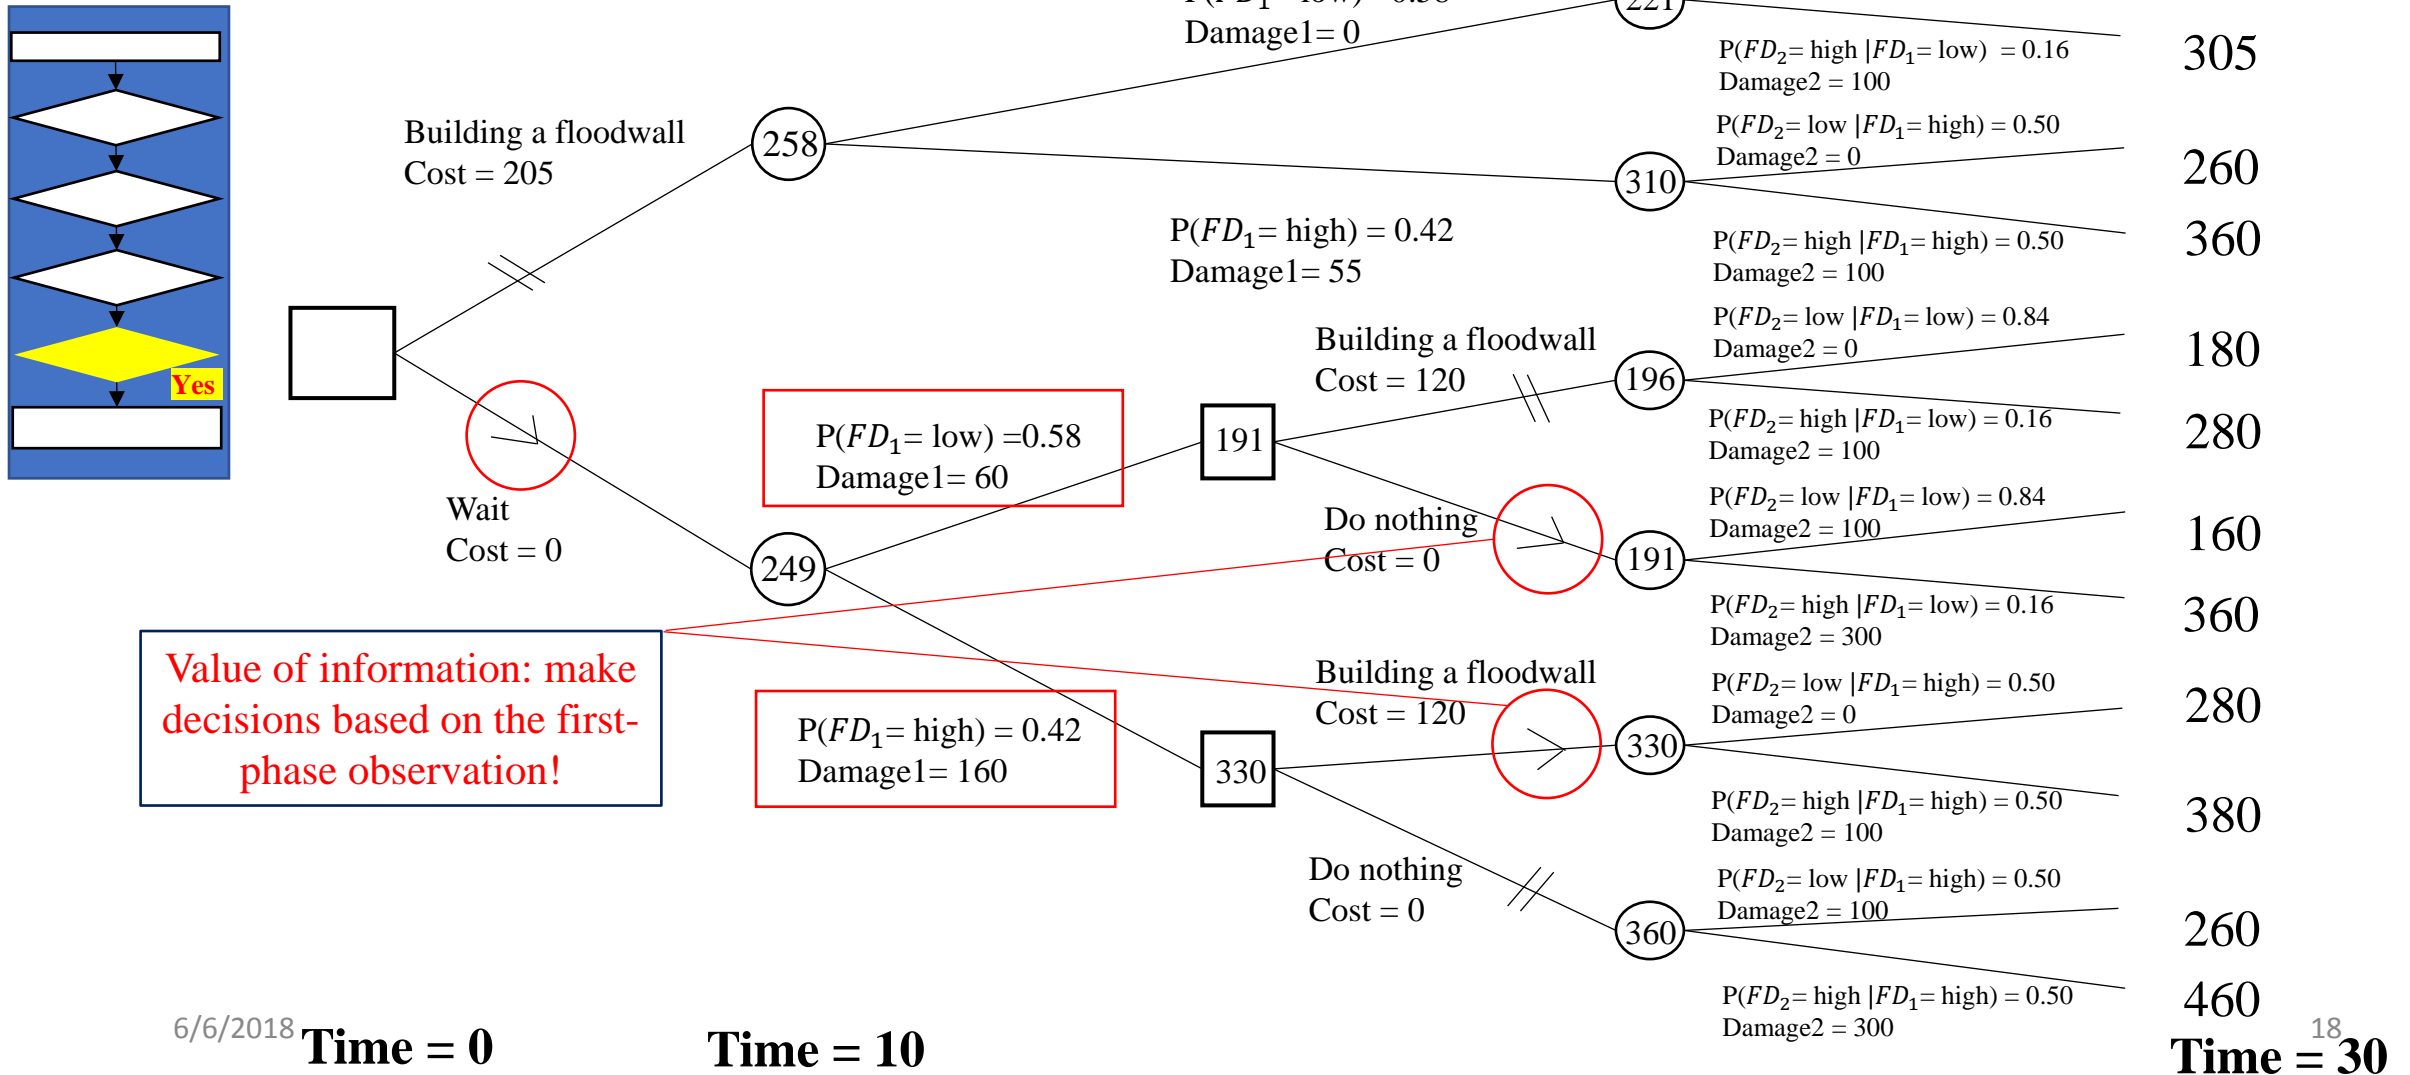 Damage1= 0
221
305
P(FD₂= high |FD₁= low) = 0.16
Damage2 = 100
Building a floodwall
Cost = 205
258
P(FD₂= low |FD₁= high) = 0.50
Damage2 = 0
260
310
P(FD₁= high) = 0.42
Damage1= 55
P(FD₂= high |FD₁= high) = 0.50
Damage2 = 100
360
Yes
Building a floodwall
Cost = 120
196
P(FD₂= low |FD₁= low) = 0.84
Damage2 = 0
180
P(FD₁= low) =0.58
Damage1= 60
191
P(FD₂= high |FD₁= low) = 0.16
Damage2 = 100
280
Wait
Cost = 0
249
Do nothing
Cost = 0
191
P(FD₂= low |FD₁= low) = 0.84
Damage2 = 100
160
P(FD₂= high |FD₁= low) = 0.16
Damage2 = 300
360
Value of information: make
decisions based on the first-
phase observation!
P(FD₁= high) = 0.42
Damage1= 160
330
Building a floodwall
Cost = 120
330
P(FD₂= low |FD₁= high) = 0.50
Damage2 = 0
280
P(FD₂= high |FD₁= high) = 0.50
Damage2 = 100
380
Do nothing
Cost = 0
360
P(FD₂= low |FD₁= high) = 0.50
Damage2 = 100
260
P(FD₂= high |FD₁= high) = 0.50
Damage2 = 300
460
6/6/2018
18
Time = 0
Time = 10
Time = 30